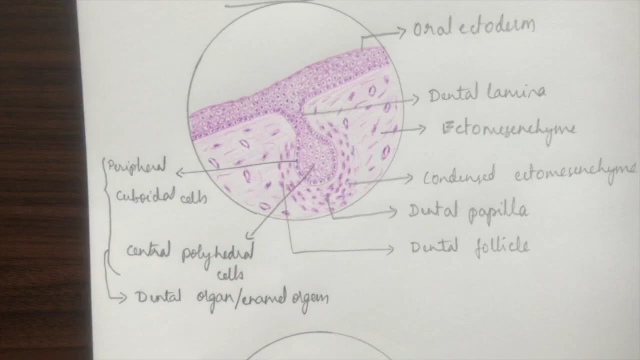 Oral ectoderm
Dental lamina
Ectomesenchyme
Condensed ectomesenchyme
Dental papilla
Dental follicle
Peripheral
cuboidal cells
Central polyhedral
cells
Dental organ/enamel organ